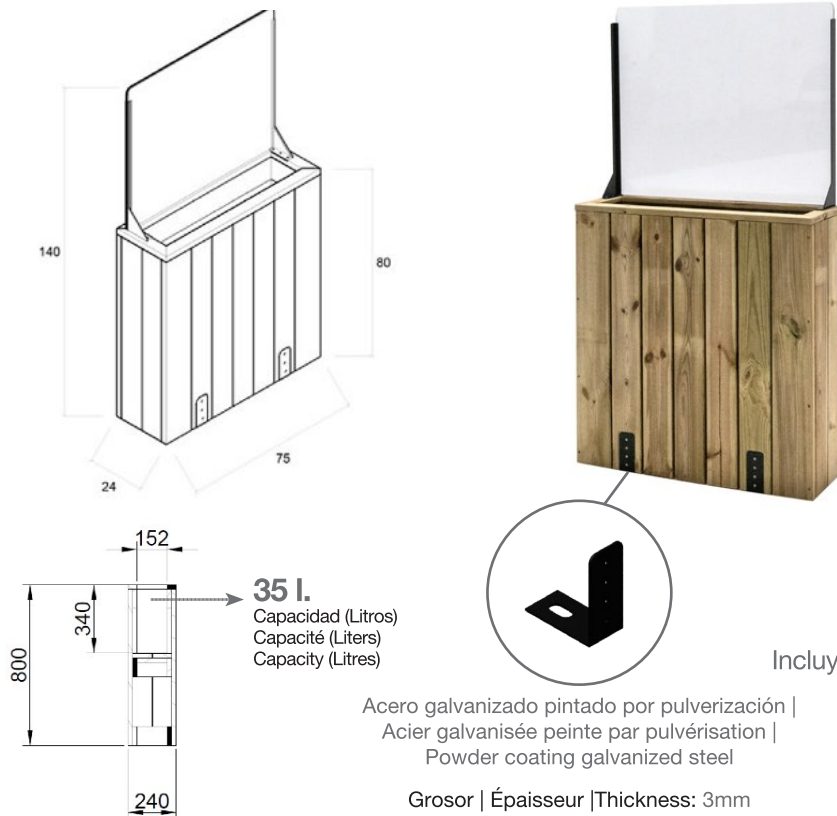 140
80
75
24
152
340
800
240
35 l.
Capacidad (Litros)
Capacité (Liters)
Capacity (Litres)
Incluy
Acero galvanizado pintado por pulverización |
Acier galvanisée peinte par pulvérisation |
Powder coating galvanized steel
Grosor | Épaisseur |Thickness: 3mm